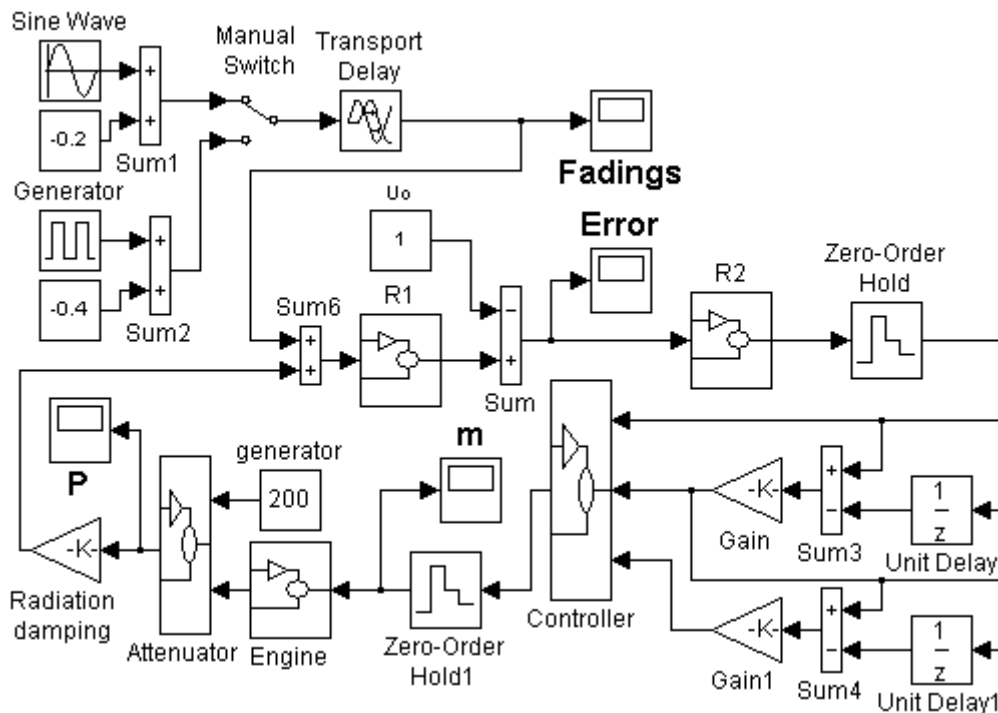 Sine Wave
Manual
Switch
Transport
Delay
+
-0.2
+
Sum1
Fadings
Generator
Uo
1
Error
+
-0.4
+
Sum2
Sum6
R1
R2
Zero-Order
Hold
+
+
−
+
Sum
P
generator
200
m
-K-
Radiation
damping
Attenuator
Engine
Zero-Order
Hold1
Controller
-K-
Gain
+
−
Sum3
1
z
Unit Delay
-K-
Gain1
+
−
Sum4
1
z
Unit Delay1